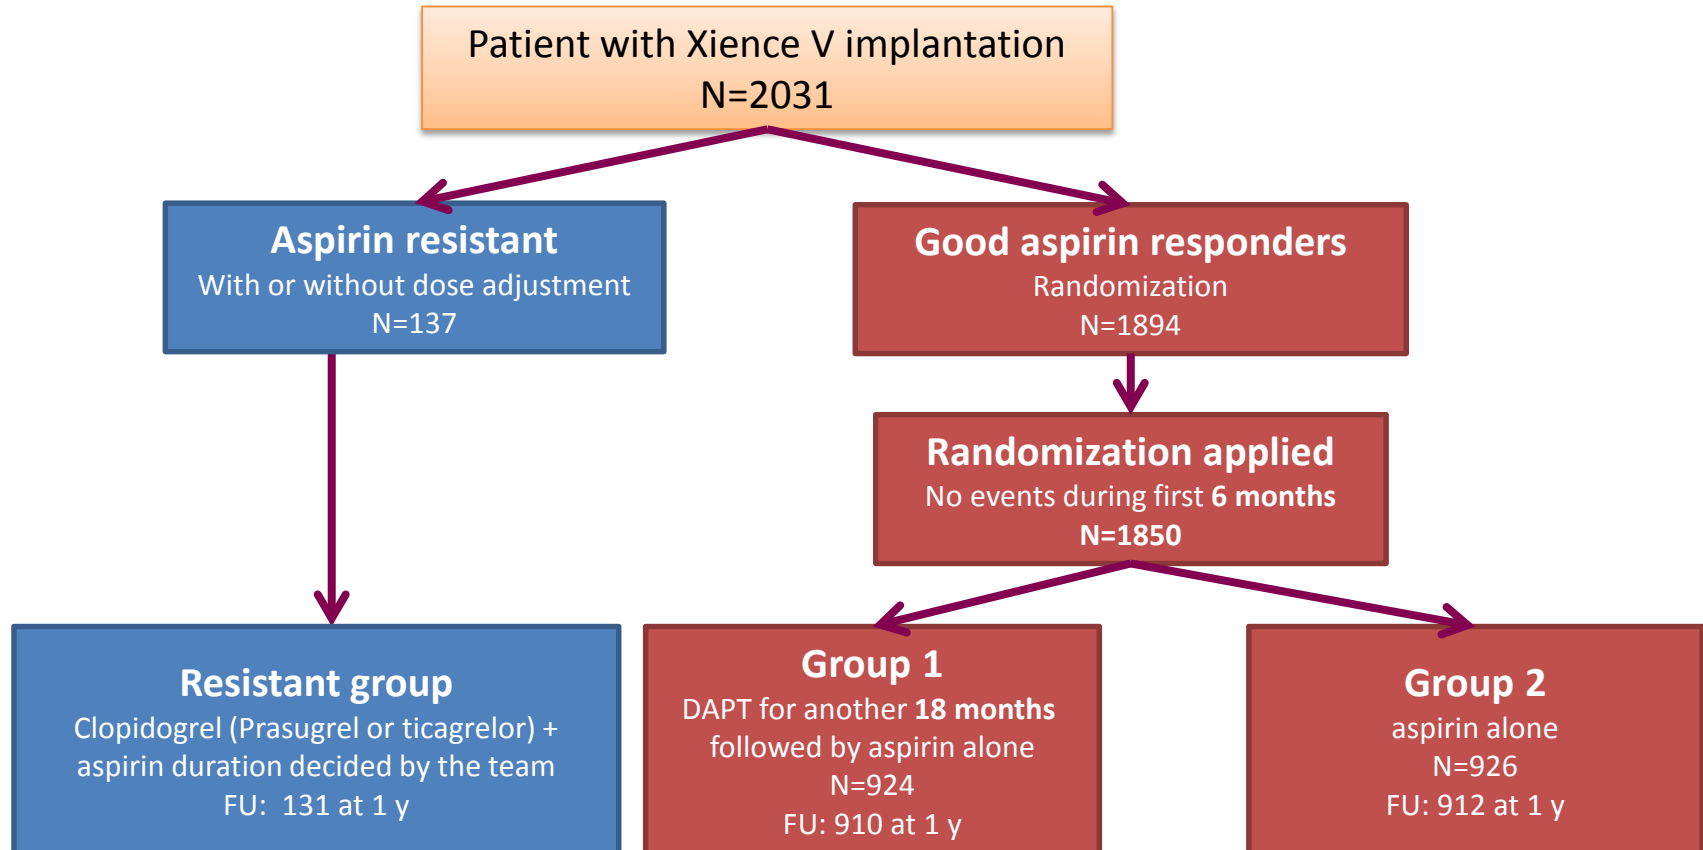 Patient with Xience V implantation
N=2031
Aspirin resistant
With or without dose adjustment
N=137
Good aspirin responders
Randomization
N=1894
Randomization applied
No events during first 6 months
N=1850
Resistant group
Clopidogrel (Prasugrel or ticagrelor) +
aspirin duration decided by the team
FU: 131 at 1 y
Group 1
DAPT for another 18 months
followed by aspirin alone
N=924
FU: 910 at 1 y
Group 2
aspirin alone
N=926
FU: 912 at 1 y